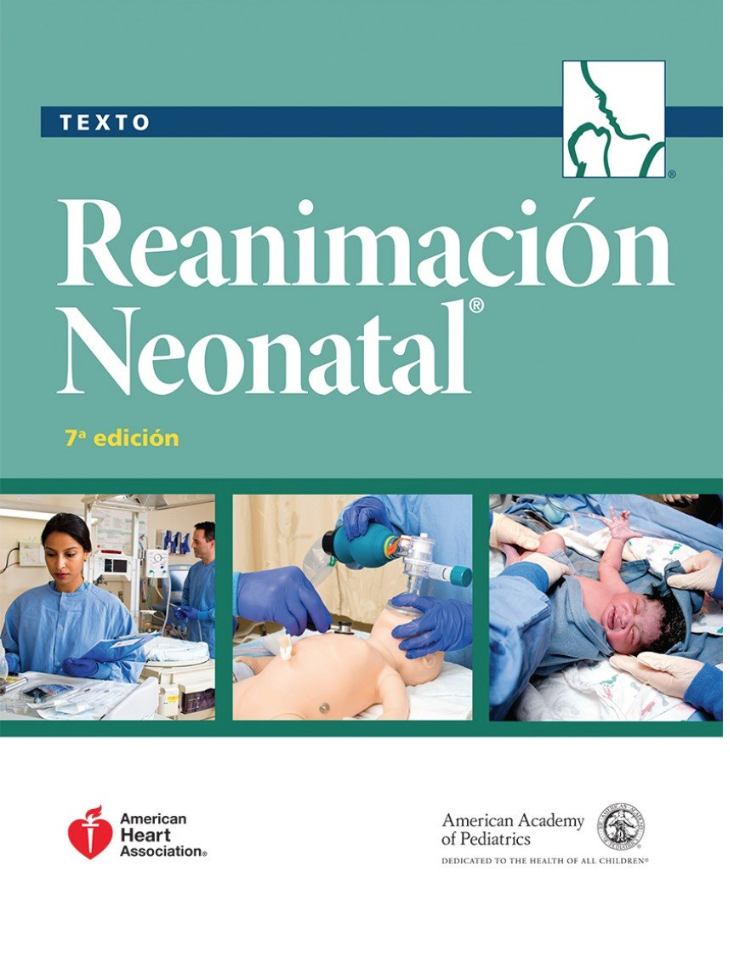 TEXTO
®
Reanimación
Neonatal®
7ª edición
American
Heart
Association®
American Academy
of Pediatrics
DEDICATED TO THE HEALTH OF ALL CHILDREN®